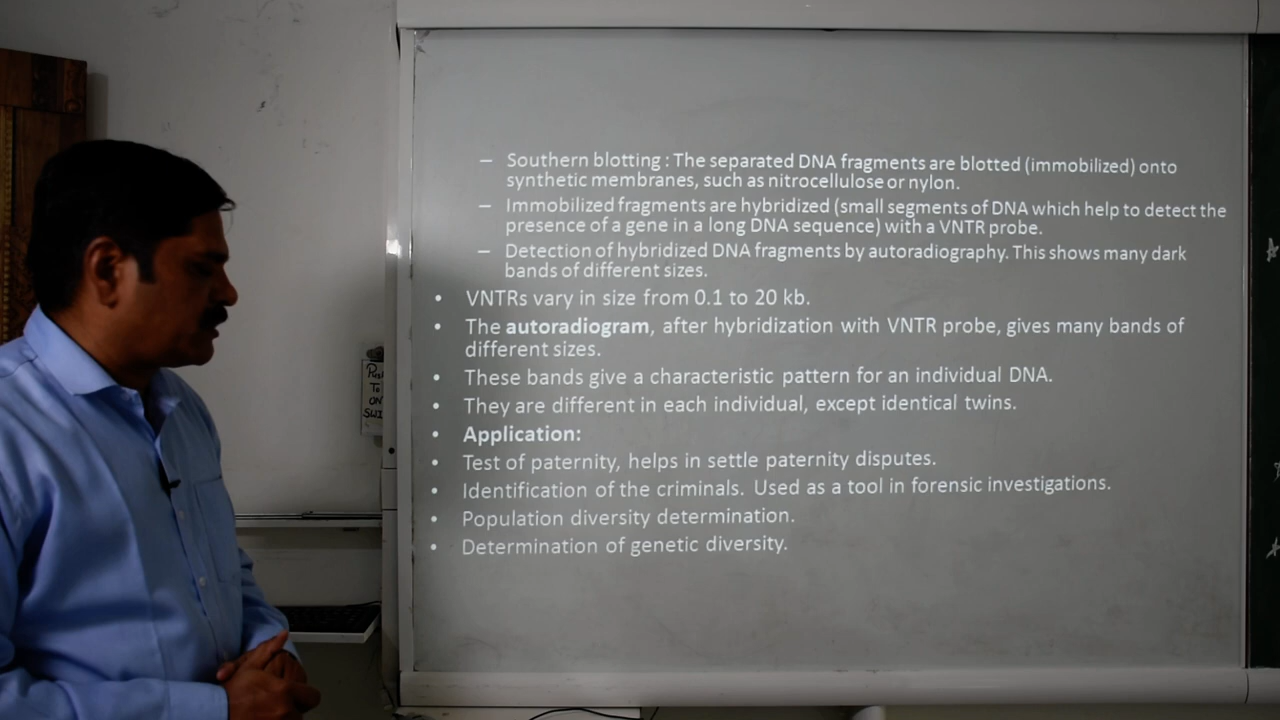 – Southern blotting : The separated DNA fragments are blotted (immobilized) onto
synthetic membranes, such as nitrocellulose or nylon.
– Immobilized fragments are hybridized (small segments of DNA which help to detect the
presence of a gene in a long DNA sequence) with a VNTR probe.
– Detection of hybridized DNA fragments by autoradiography. This shows many dark
bands of different sizes.
• VNTRs vary in size from 0.1 to 20 kb.
• The autoradiogram, after hybridization with VNTR probe, gives many bands of
different sizes.
• These bands give a characteristic pattern for an individual DNA.
• They are different in each individual, except identical twins.
• Application:
• Test of paternity, helps in settle paternity disputes.
• Identification of the criminals. Used as a tool in forensic investigations.
• Population diversity determination.
• Determination of genetic diversity.
To
ON